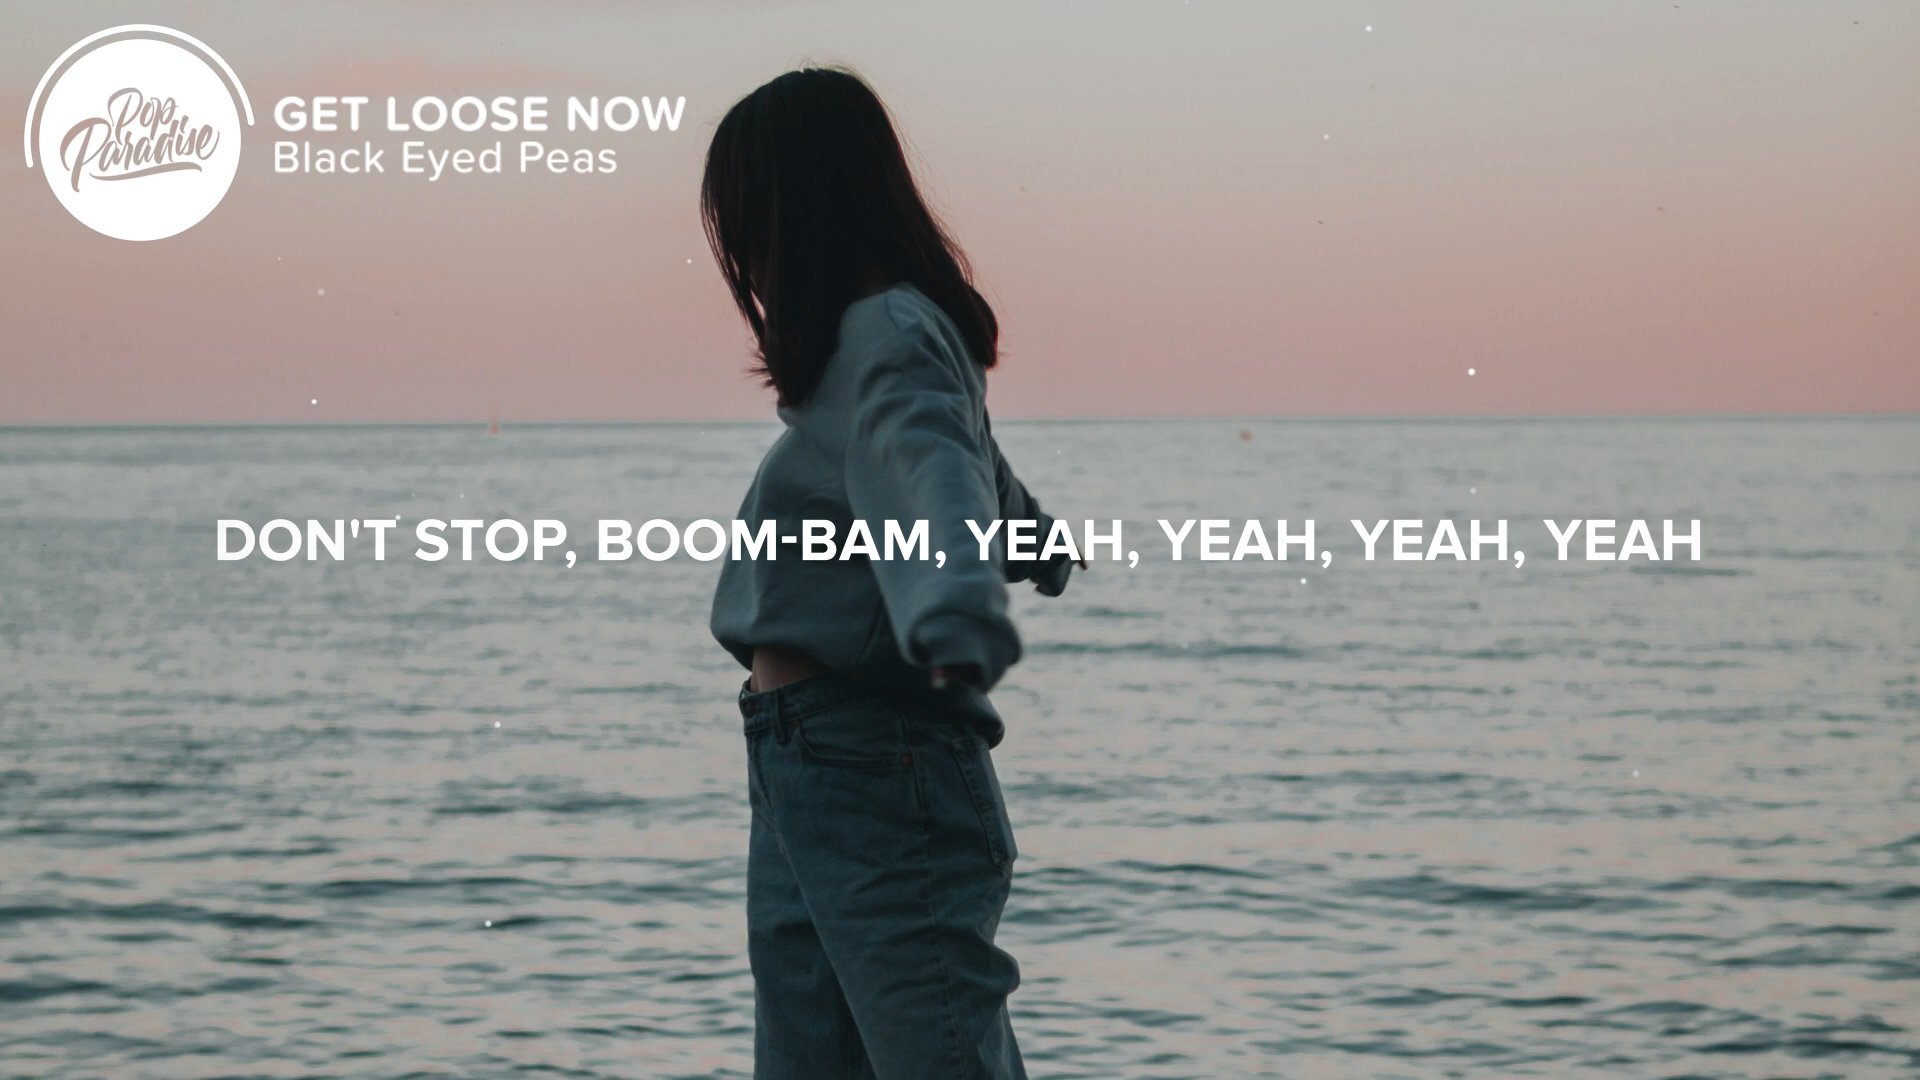 Pop
Paradise
GET LOOSE NOW
Black Eyed Peas
DON'T STOP, BOOM-BAM, YEAH, YEAH, YEAH, YEAH